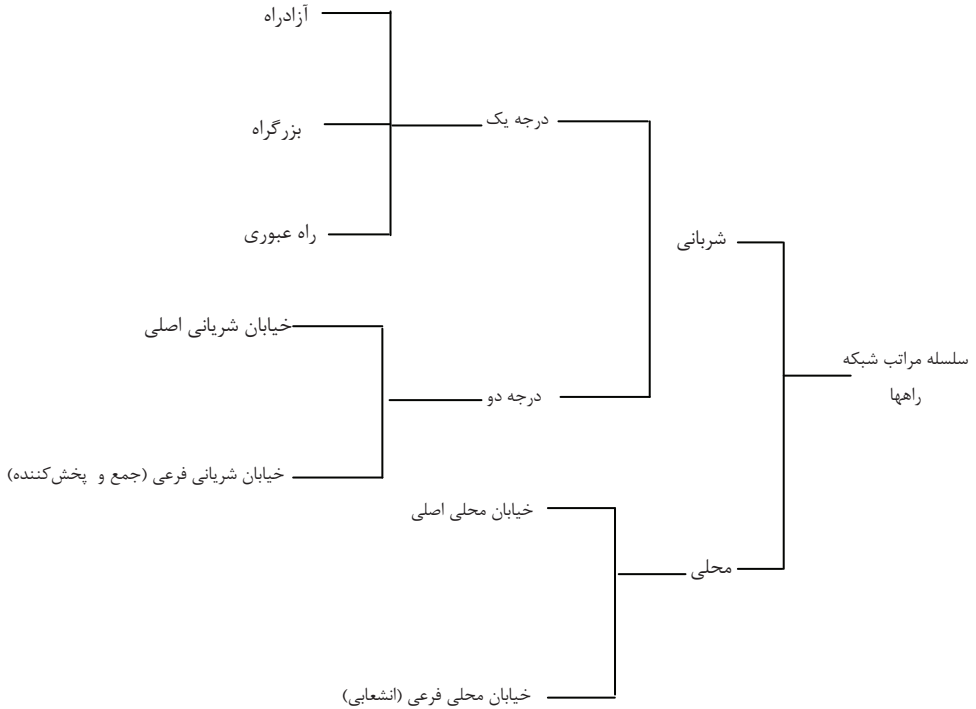 آزادراه
بزرگراه
راه عبوری
درجه یک
شربانی
خیابان شریانی اصلی
درجه دو
خیابان شریانی فرعی (جمع و پخش‌کننده)
سلسله مراتب شبکه
راهها
خیابان محلی اصلی
محلی
خیابان محلی فرعی (انشعابی)